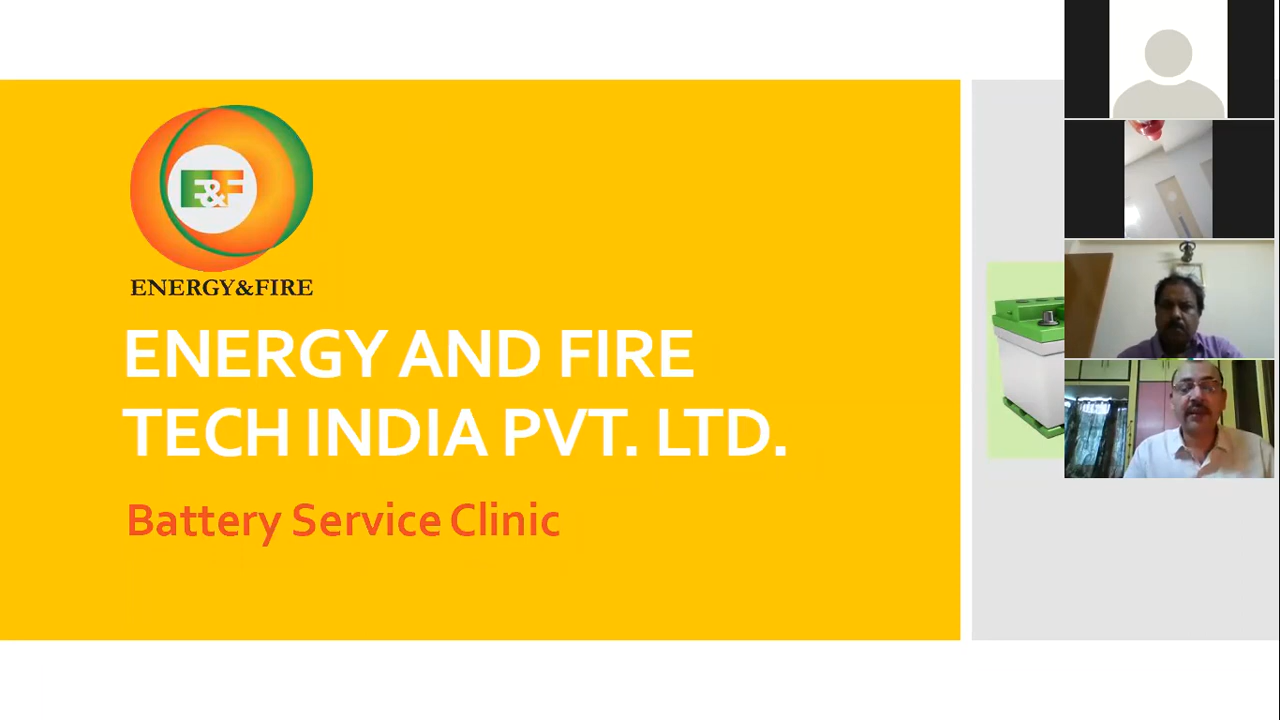 E&F
ENERGY&FIRE
ENERGY AND FIRE
TECH INDIA PVT. LTD.
Battery Service Clinic